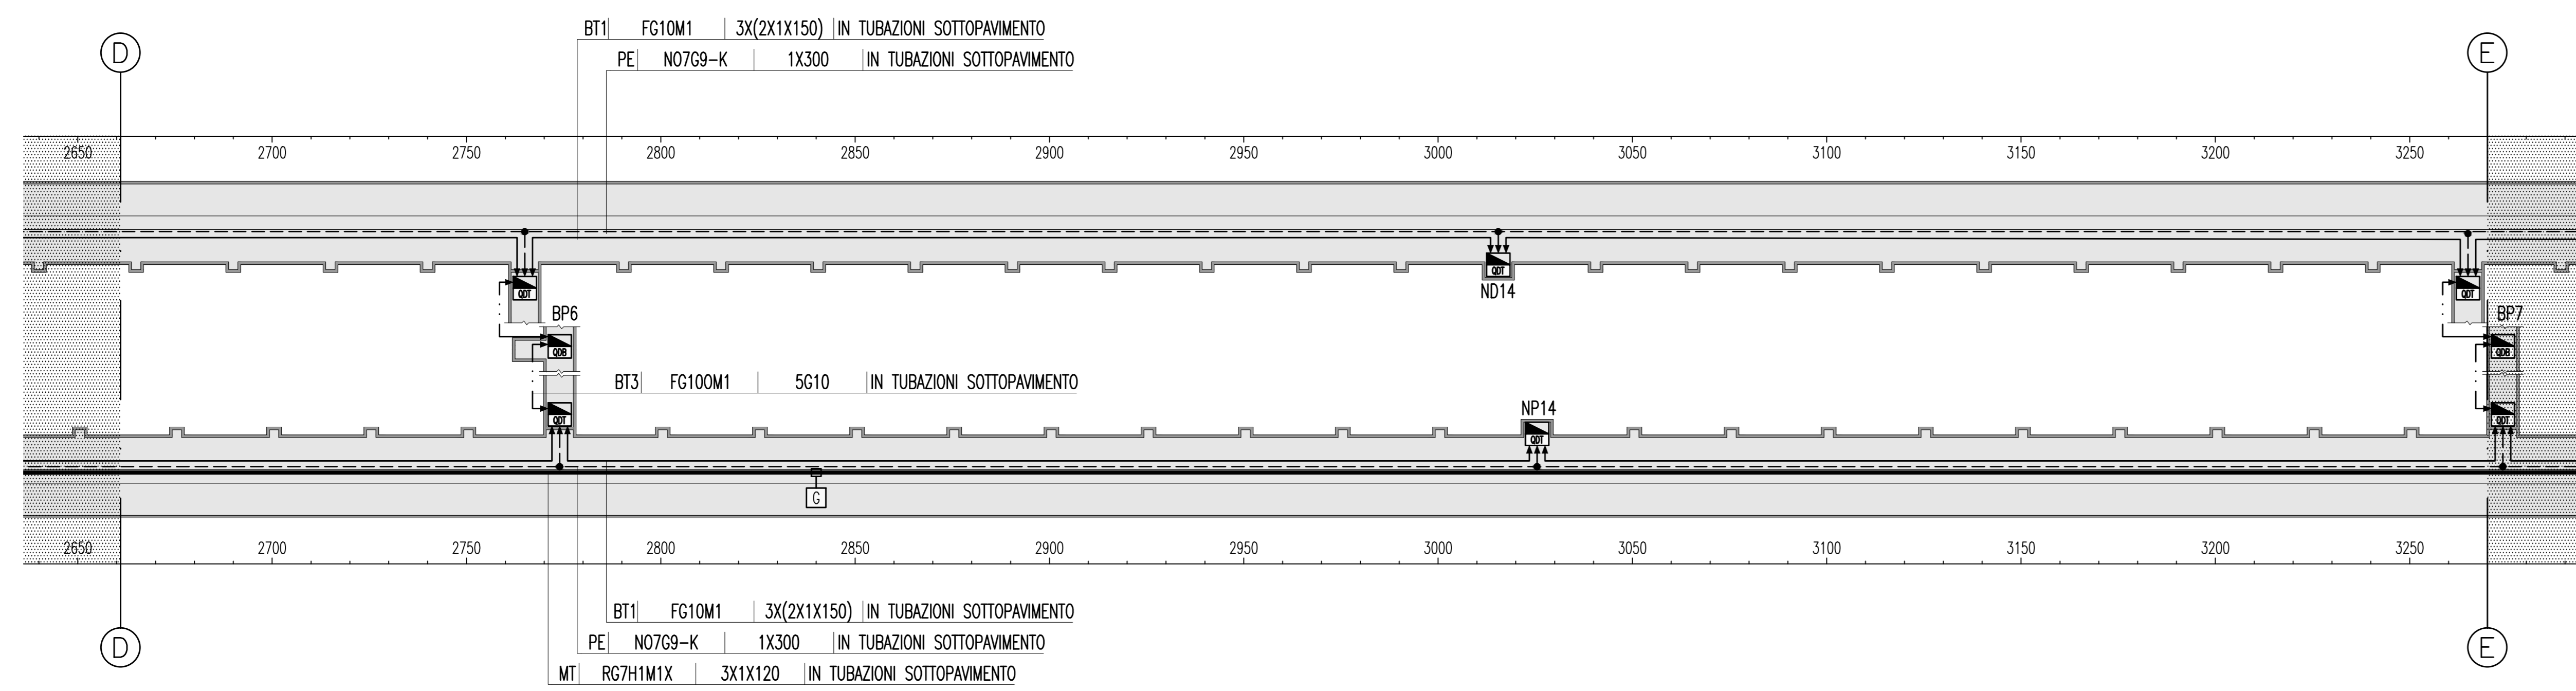 BT1 FG10M1 3X(2X1X150) IN TUBAZIONI SOTTOPAVIMENTO
PE NO7G9-K 1X300 IN TUBAZIONI SOTTOPAVIMENTO
D E
2650 2700 2750 2800 2850 2900 2950 3000 3050 3100 3150 3200 3250
QDT QDT QDT
ND14
BP6 BP7
QDB QDB
BT3 FG10OM1 5G10 IN TUBAZIONI SOTTOPAVIMENTO
NP14
QDT QDT QDT
G
2650 2700 2750 2800 2850 2900 2950 3000 3050 3100 3150 3200 3250
BT1 FG10M1 3X(2X1X150) IN TUBAZIONI SOTTOPAVIMENTO
D E
PE NO7G9-K 1X300 IN TUBAZIONI SOTTOPAVIMENTO
MT RG7H1M1X 3X1X120 IN TUBAZIONI SOTTOPAVIMENTO